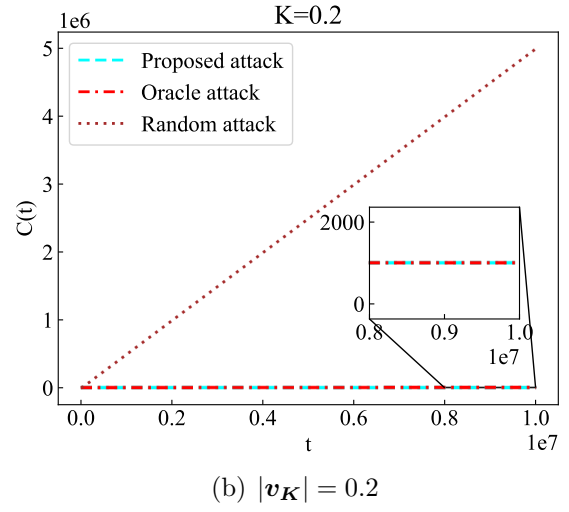 K=0.2
1e6
5
4
3
2
1
0
C(t)
Proposed attack
Oracle attack
Random attack
2000
0
0.8 0.9 1.0
1e7
0.0 0.2 0.4 0.6 0.8 1.0
1e7
t
(b) |v_K| = 0.2